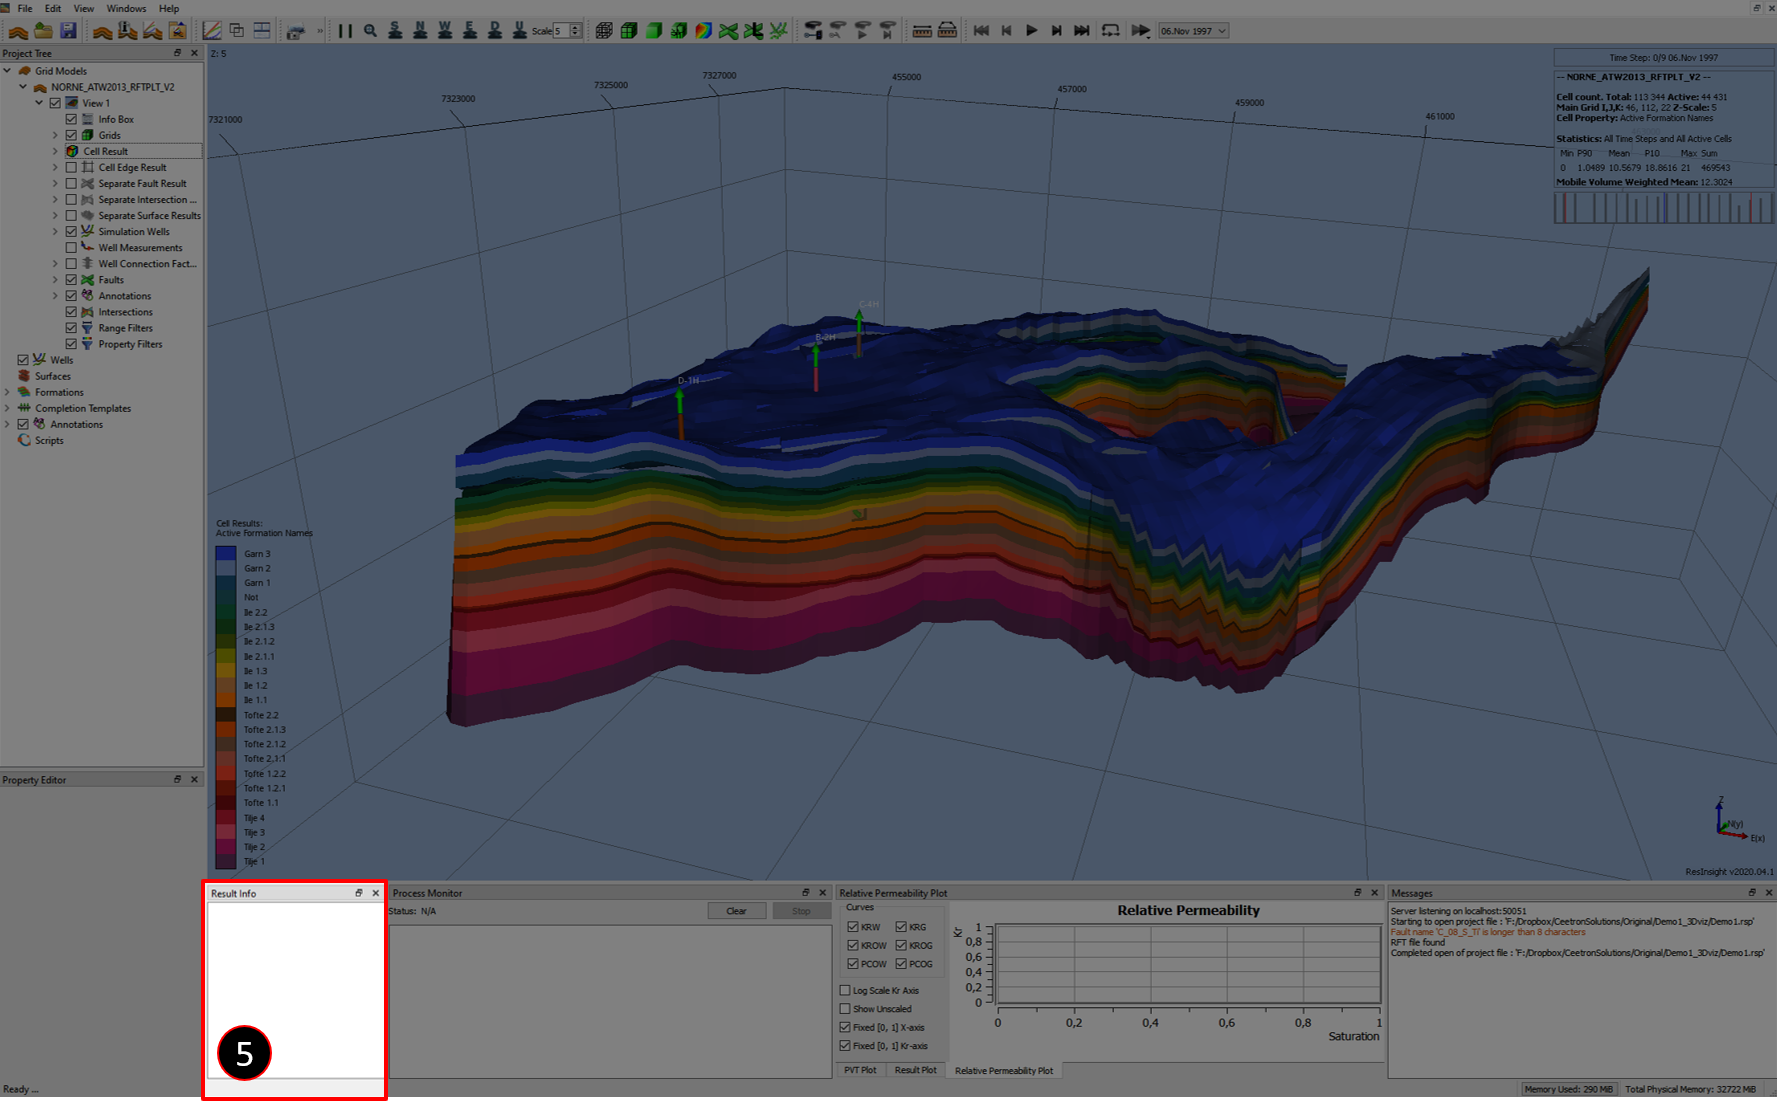 File Edit View Windows Help
Scale 5
06.Nov 1997
S N W E D U
Project Tree
Grid Models
NORNE_ATW2013_RFTPLT_V2
View 1
Info Box
Grids
Cell Result
Cell Edge Result
Separate Fault Result
Separate Intersection ...
Separate Surface Results
Simulation Wells
Well Measurements
Well Connection Fact...
Faults
Annotations
Intersections
Range Filters
Property Filters
Wells
Surfaces
Formations
Completion Templates
Annotations
Scripts
Property Editor
Z: 5
7321000
7323000
7325000
7327000
455000
457000
459000
461000
Time Step: 0/9 06.Nov 1997
-- NORNE_ATW2013_RFTPLT_V2 --
Cell count. Total: 113 344 Active: 44 431
Main Grid I,J,K: 46, 112, 22 Z-Scale: 5
Cell Property: Active Formation Names
Statistics: All Time Steps and All Active Cells
Min P90 Mean P10 Max Sum
0 1.0489 10.5679 18.8616 21 469543
Mobile Volume Weighted Mean: 12.3024
C-4H
B-2H
D-1H
Cell Results:
Active Formation Names
Garn 3
Garn 2
Garn 1
Not
Ile 2.2
Ile 2.1.3
Ile 2.1.2
Ile 2.1.1
Ile 1.3
Ile 1.2
Ile 1.1
Tofte 2.2
Tofte 2.1.3
Tofte 2.1.2
Tofte 2.1.1
Tofte 1.2.2
Tofte 1.2.1
Tofte 1.1
Tilje 4
Tilje 3
Tilje 2
Tilje 1
Z
N(y)
E(x)
ResInsight v2020.04.1
Result Info
5
Process Monitor
Status: N/A
Clear
Stop
Relative Permeability Plot
Curves
KRW KRG
KROW KROG
PCOW PCOG
Log Scale Kr Axis
Show Unscaled
Fixed [0, 1] X-axis
Fixed [0, 1] Kr-axis
Relative Permeability
Kr
1
0,8
0,6
0,4
0,2
0
0 0,2 0,4 0,6 0,8 1
Saturation
PVT Plot Result Plot Relative Permeability Plot
Messages
Server listening on localhost:50051
Starting to open project file : 'F:/Dropbox/CeetronSolutions/Original/Demo1_3Dviz/Demo1.rsp'
Fault name 'C_08_S_Ti' is longer than 8 characters
RFT file found
Completed open of project file : 'F:/Dropbox/CeetronSolutions/Original/Demo1_3Dviz/Demo1.rsp'
Ready ...
Memory Used: 290 MiB Total Physical Memory: 32722 MiB